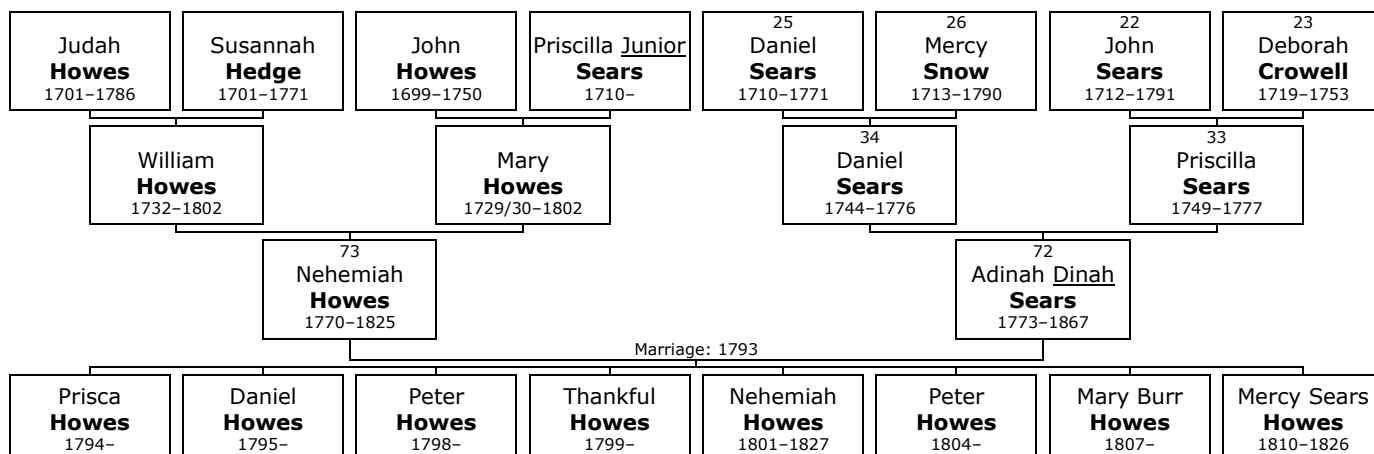 Judah
Howes
1701–1786
Susannah
Hedge
1701–1771
John
Howes
1699–1750
Priscilla Junior
Sears
1710–
25
Daniel
Sears
1710–1771
26
Mercy
Snow
1713–1790
22
John
Sears
1712–1791
23
Deborah
Crowell
1719–1753
William
Howes
1732–1802
Mary
Howes
1729/30–1802
34
Daniel
Sears
1744–1776
33
Priscilla
Sears
1749–1777
73
Nehemiah
Howes
1770–1825
72
Adinah Dinah
Sears
1773–1867
Marriage: 1793
Prisca
Howes
1794–
Daniel
Howes
1795–
Peter
Howes
1798–
Thankful
Howes
1799–
Nehemiah
Howes
1801–1827
Peter
Howes
1804–
Mary Burr
Howes
1807–
Mercy Sears
Howes
1810–1826